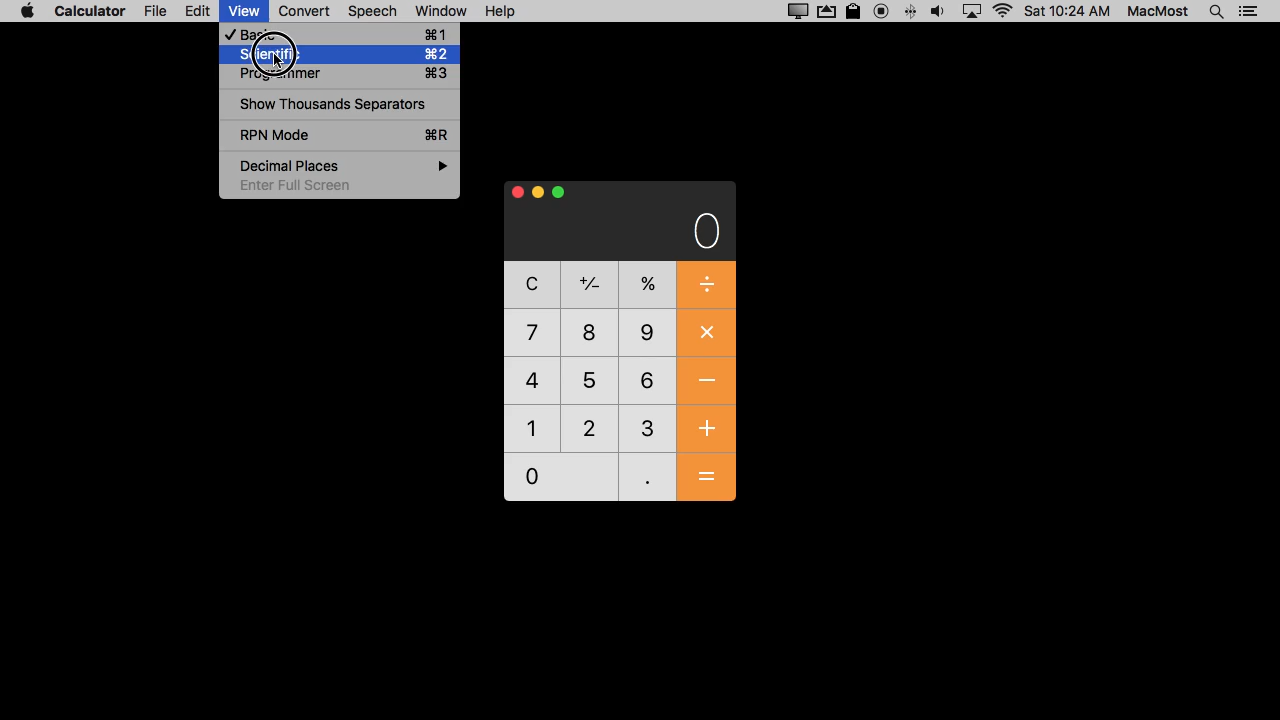 Calculator File Edit View Convert Speech Window Help Sat 10:24 AM MacMost
✓ Basic ⌘1
Scientific ⌘2
Programmer ⌘3
Show Thousands Separators
RPN Mode ⌘R
Decimal Places ▶
Enter Full Screen
0
C +/− % ÷
7 8 9 ×
4 5 6 −
1 2 3 +
0 . =